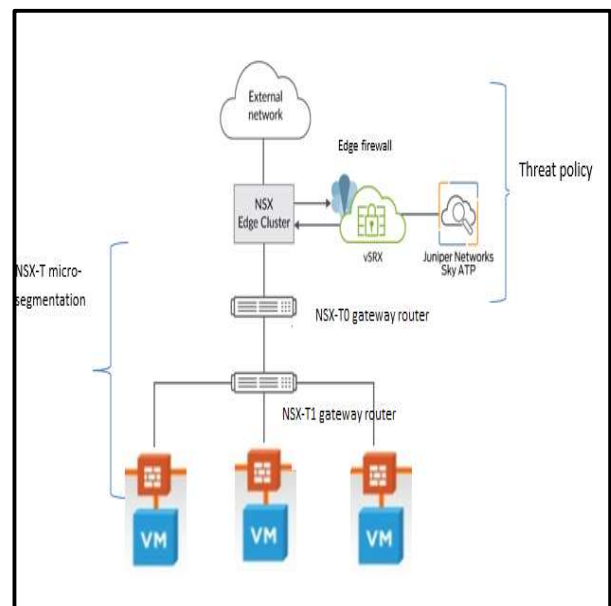 External
network
Edge firewall
Threat policy
NSX
Edge Cluster
vSRX
Juniper Networks
Sky ATP
NSX-T micro-
segmentation
NSX-T0 gateway router
NSX-T1 gateway router
VM
VM
VM